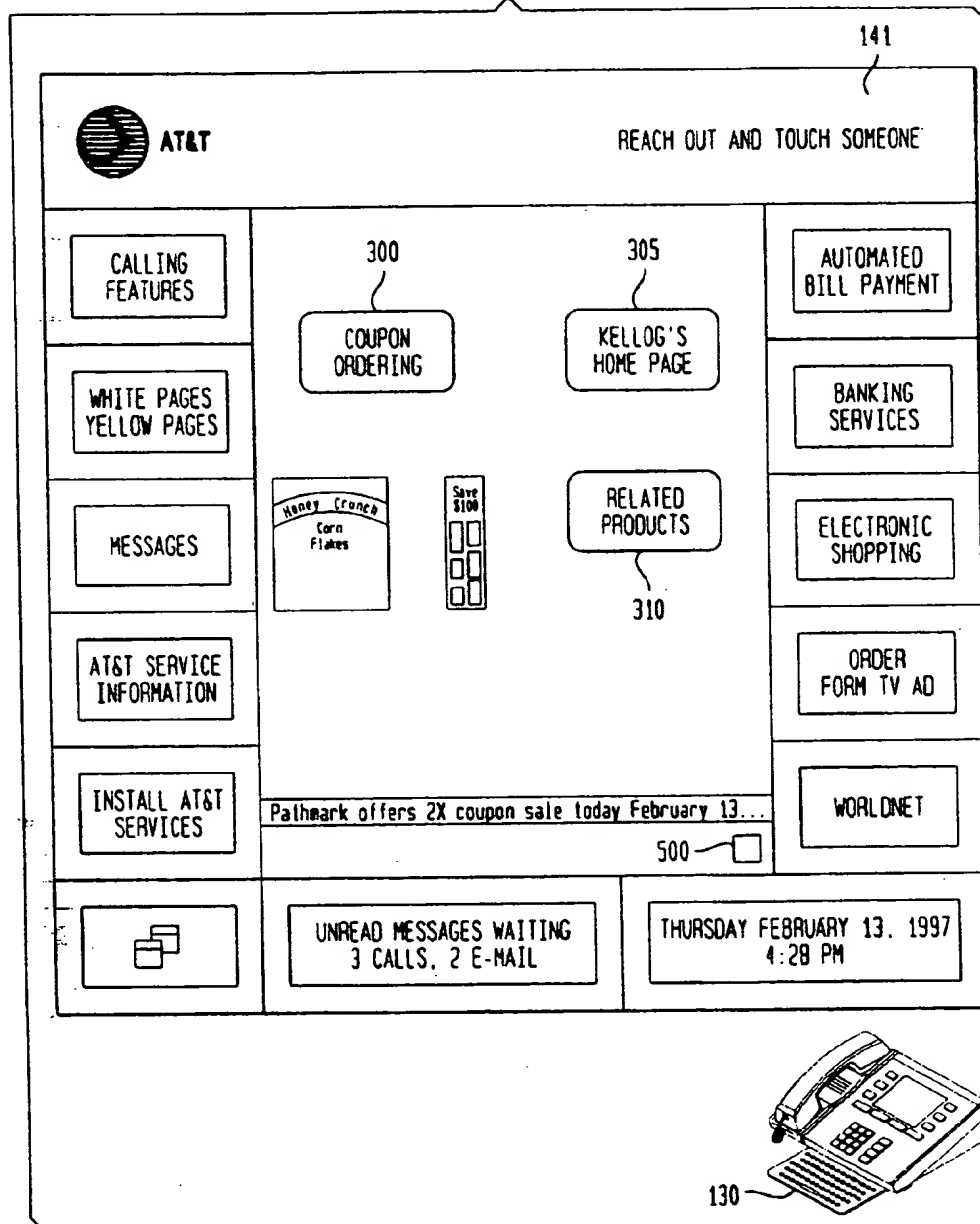 141
AT&T
REACH OUT AND TOUCH SOMEONE
CALLING
FEATURES
300
305
AUTOMATED
BILL PAYMENT
COUPON
ORDERING
KELLOG'S
HOME PAGE
WHITE PAGES
YELLOW PAGES
BANKING
SERVICES
MESSAGES
Honey Crunch
Corn
Flakes
Save
$100
RELATED
PRODUCTS
310
ELECTRONIC
SHOPPING
AT&T SERVICE
INFORMATION
ORDER
FORM TV AD
INSTALL AT&T
SERVICES
Pathmark offers 2X coupon sale today February 13...
500
WORLDNET
UNREAD MESSAGES WAITING
3 CALLS, 2 E-MAIL
THURSDAY FEBRUARY 13. 1997
4:28 PM
130